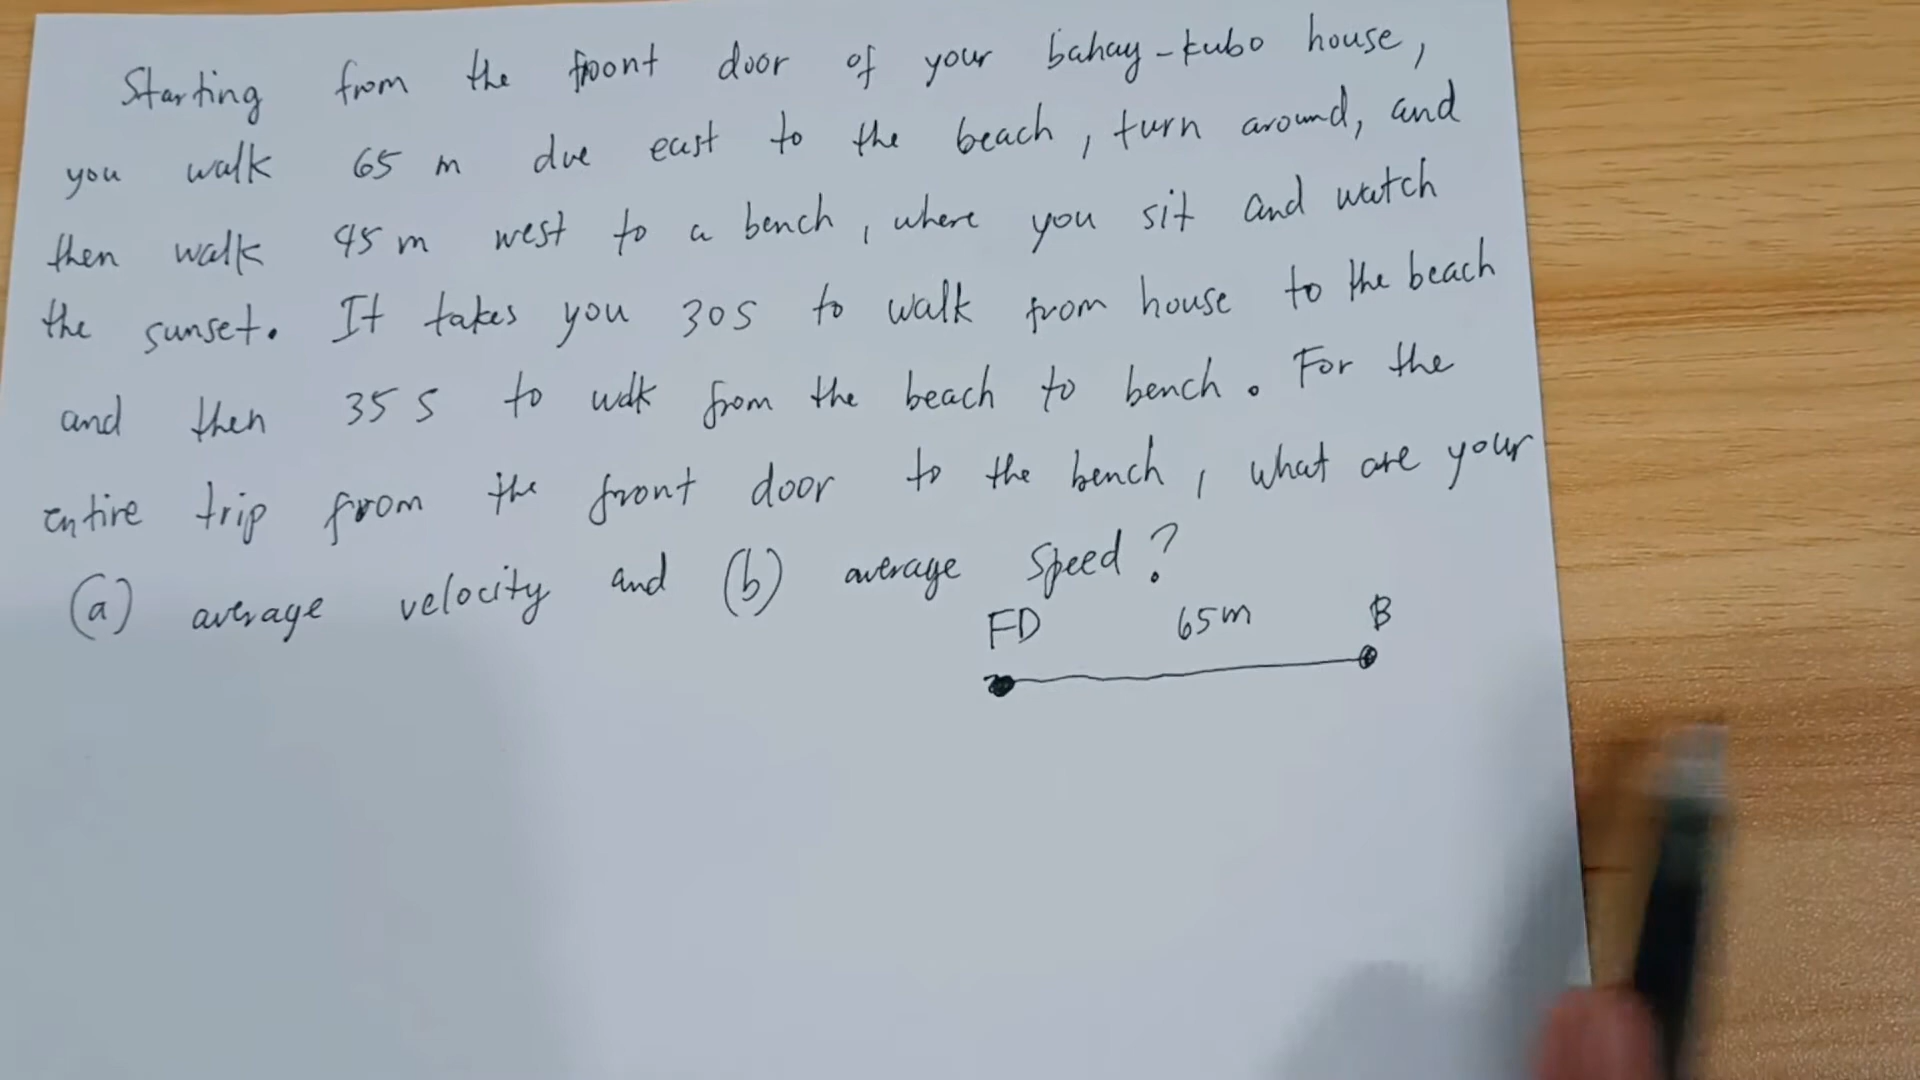 Starting from the front door of your bahay-kubo house,
you walk 65 m due east to the beach, turn around, and
then walk 45 m west to a bench, where you sit and watch
the sunset. It takes you 30 s to walk from house to the beach
and then 35 s to walk from the beach to bench. For the
entire trip from the front door to the bench, what are your
(a) average velocity and (b) average speed?
FD 65m B